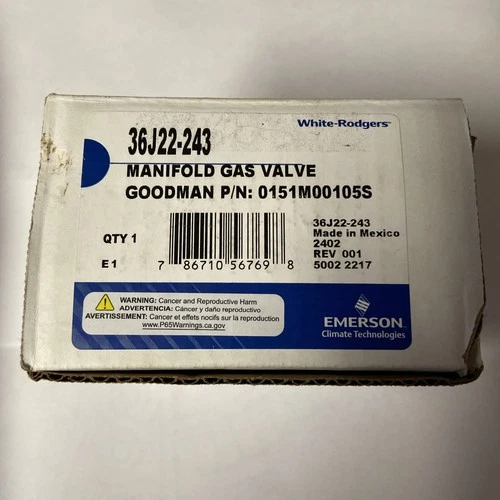 36J22-243
White-Rodgers™
MANIFOLD GAS VALVE
GOODMAN P/N: 0151M00105S
QTY 1
E1
7 86710 56769 8
36J22-243
Made in Mexico
2402
REV 001
5002 2217
WARNING: Cancer and Reproductive Harm
ADVERTENCIA: Cáncer y daño reproductivo
AVERTISSEMENT: Cancer et effets nocifs sur la reproduction
www.P65Warnings.ca.gov
EMERSON
Climate Technologies